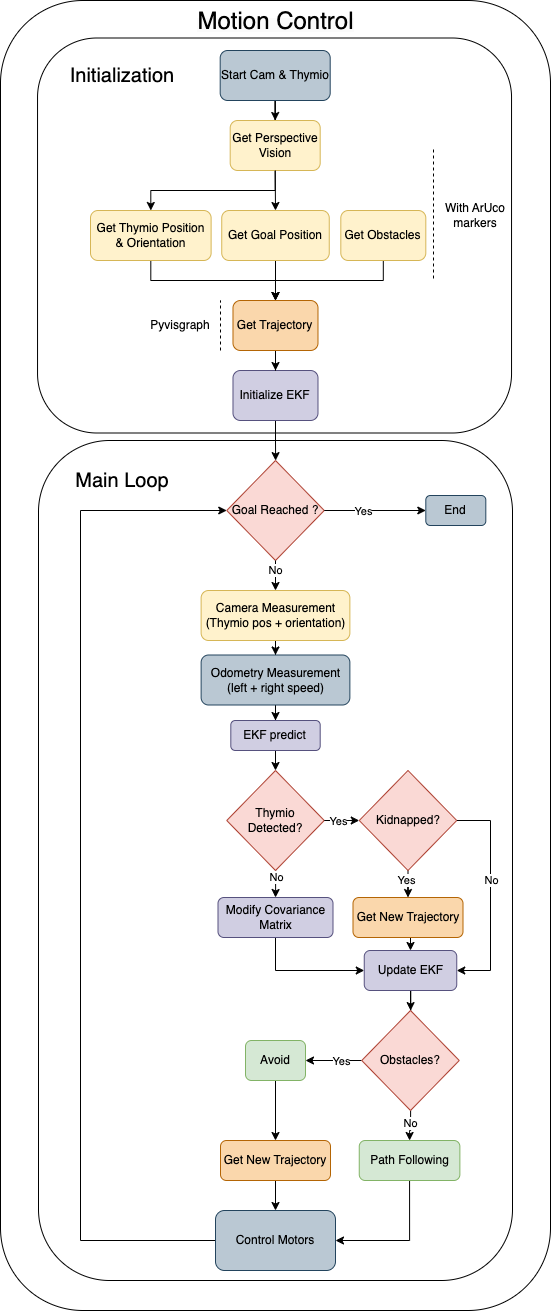 Motion Control
Initialization
Start Cam & Thymio
Get Perspective
Vision
With ArUco
markers
Get Thymio Position
& Orientation
Get Goal Position
Get Obstacles
Pyvisgraph
Get Trajectory
Initialize EKF
Main Loop
Goal Reached ?
Yes
End
No
Camera Measurement
(Thymio pos + orientation)
Odometry Measurement
(left + right speed)
EKF predict
Thymio
Detected?
Yes
Kidnapped?
No
Yes
No
Modify Covariance
Matrix
Get New Trajectory
Update EKF
Avoid
Yes
Obstacles?
No
Get New Trajectory
Path Following
Control Motors